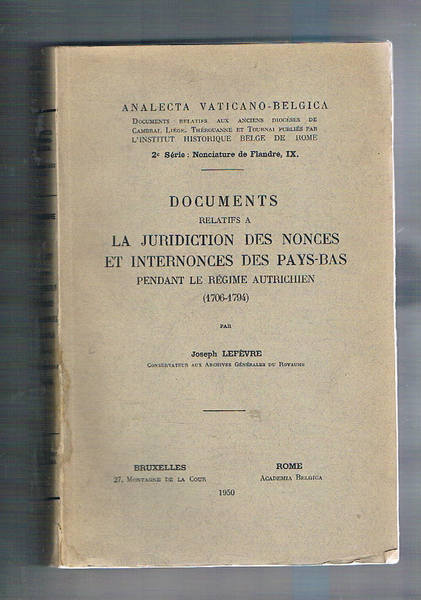 ANALECTA VATICANO-BELGICA
DOCUMENTS RELATIFS AUX ANCIENS DIOCÈSES DE
CAMBRAI, LIÉGE, THÉROUANNE ET TOURNAI PUBLIÉS PAR
L'INSTITUT HISTORIQUE BELGE DE ROME
2e Série : Nonciature de Flandre, IX.
DOCUMENTS
RELATIFS A
LA JURIDICTION DES NONCES
ET INTERNONCES DES PAYS-BAS
PENDANT LE RÉGIME AUTRICHIEN
(1706-1794)
PAR
Joseph LEFÈVRE
CONSERVATEUR AUX ARCHIVES GÉNÉRALES DU ROYAUME
BRUXELLES
27, MONTAGNE DE LA COUR
ROME
ACADEMIA BELGICA
1950